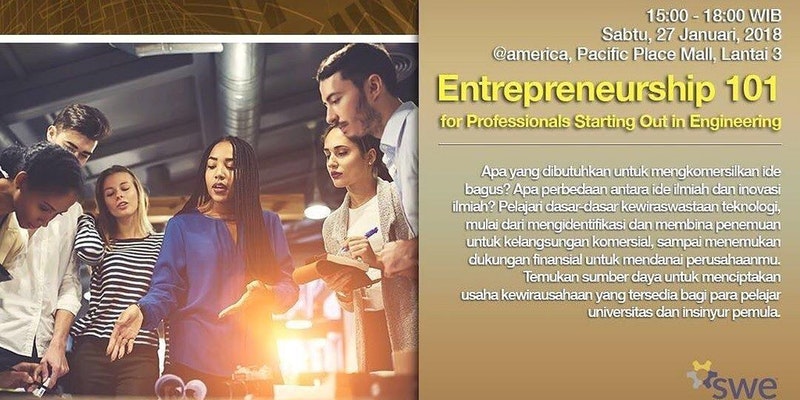 15:00 - 18:00 WIB
Sabtu, 27 Januari, 2018
@america, Pacific Place Mall, Lantai 3
Entrepreneurship 101
for Professionals Starting Out in Engineering
Apa yang dibutuhkan untuk mengkomersilkan ide
bagus? Apa perbedaan antara ide ilmiah dan inovasi
ilmiah? Pelajari dasar-dasar kewiraswastaan teknologi,
mulai dari mengidentifikasi dan membina penemuan
untuk kelangsungan komersial, sampai menemukan
dukungan finansial untuk mendanai perusahaanmu.
Temukan sumber daya untuk menciptakan
usaha kewirausahaan yang tersedia bagi para pelajar
universitas dan insinyur pemula.
swe